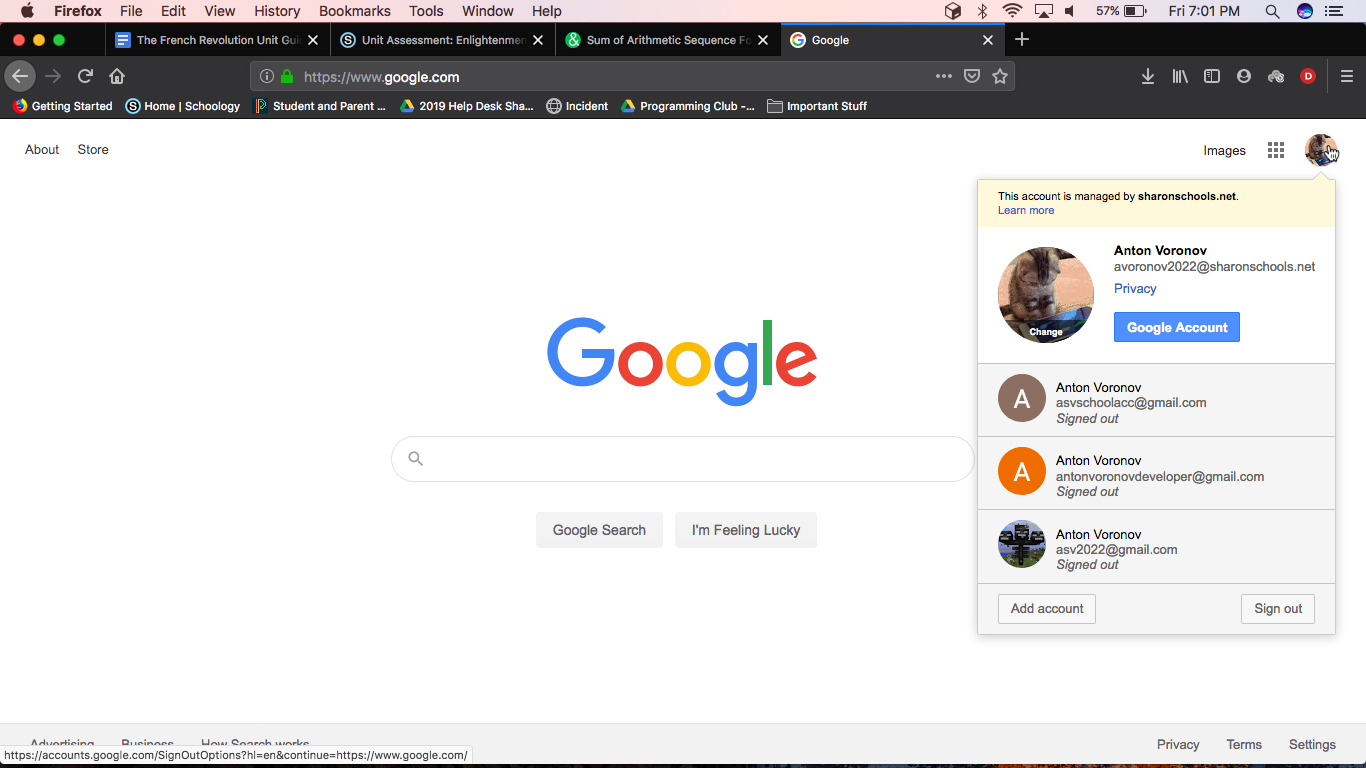 Firefox File Edit View History Bookmarks Tools Window Help 57% Fri 7:01 PM
The French Revolution Unit Gui Unit Assessment: Enlightenmen Sum of Arithmetic Sequence Fo Google
https://www.google.com
D
Getting Started Home | Schoology Student and Parent ... 2019 Help Desk Sha... Incident Programming Club -... Important Stuff
About Store Images
This account is managed by sharonschools.net.
Learn more
Anton Voronov
avoronov2022@sharonschools.net
Privacy
Google Account
Change
Google
A
Anton Voronov
asvschoolacc@gmail.com
Signed out
A
Anton Voronov
antonvoronovdeveloper@gmail.com
Signed out
Google Search I'm Feeling Lucky
Anton Voronov
asv2022@gmail.com
Signed out
Add account Sign out
Advertising Business How Search works Privacy Terms Settings
https://accounts.google.com/SignOutOptions?hl=en&continue=https://www.google.com/